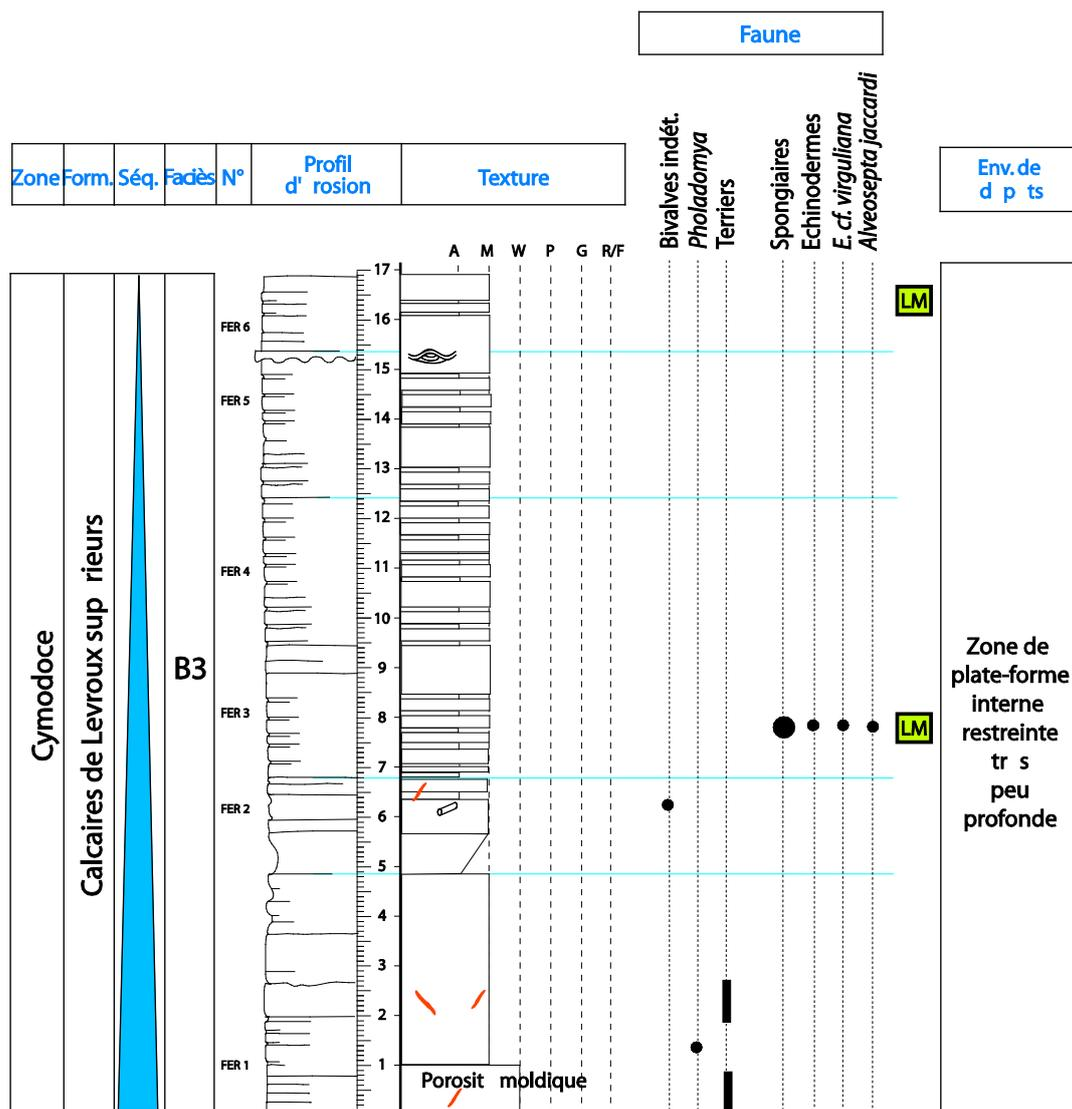 Faune
Bivalves indét.
Pholadomya
Terriers
Spongiaires
Echinodermes
E. cf. virguliana
Alveosepta jaccardi
Zone
Form.
Séq.
Faciès
N°
Profil
d' rosion
Texture
Env. de
d p ts
A M W P G R/F
17
LM
16
FER 6
15
FER 5
14
13
12
FER 4
11
10
9
8
FER 3
LM
7
FER 2
6
5
4
3
2
1
FER 1
Cymodoce
Calcaires de Levroux sup rieurs
B3
Zone de
plate-forme
interne
restreinte
tr s
peu
profonde
Porosit moldique